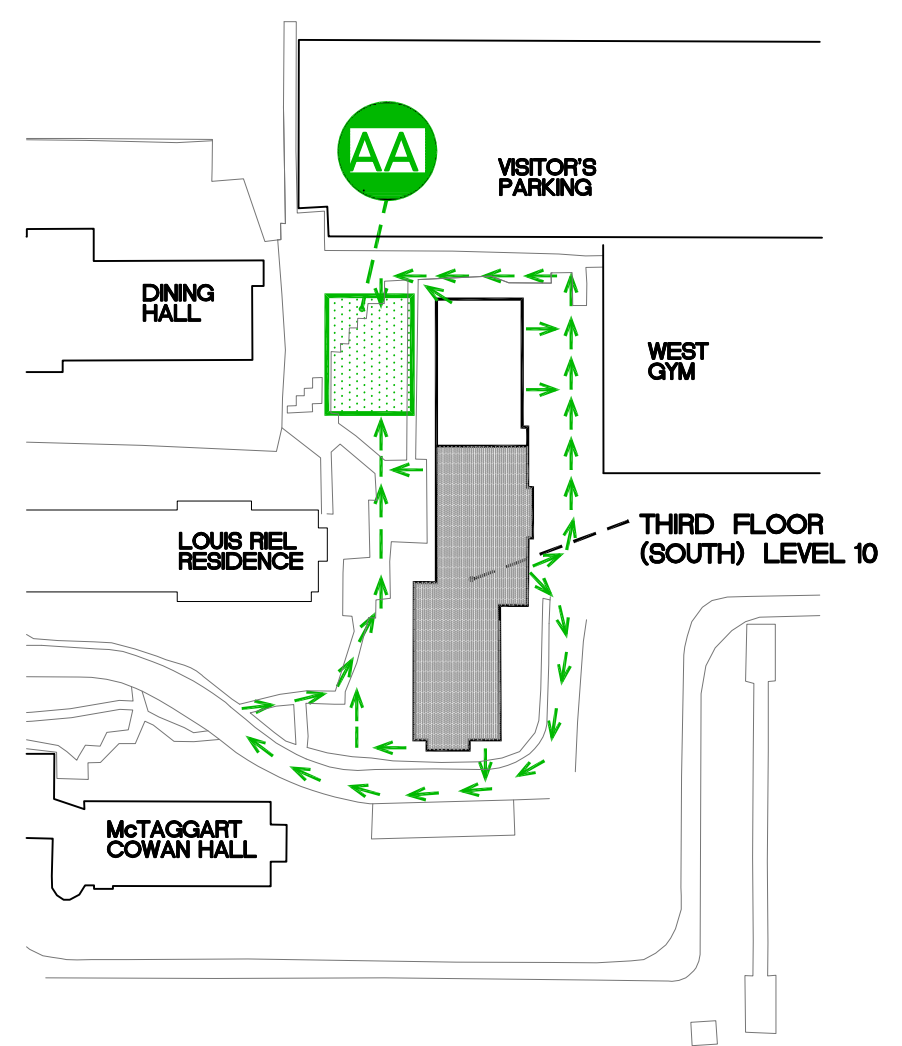 AA
VISITOR'S
PARKING
DINING
HALL
WEST
GYM
THIRD FLOOR
(SOUTH) LEVEL 10
LOUIS RIEL
RESIDENCE
McTAGGART
COWAN HALL